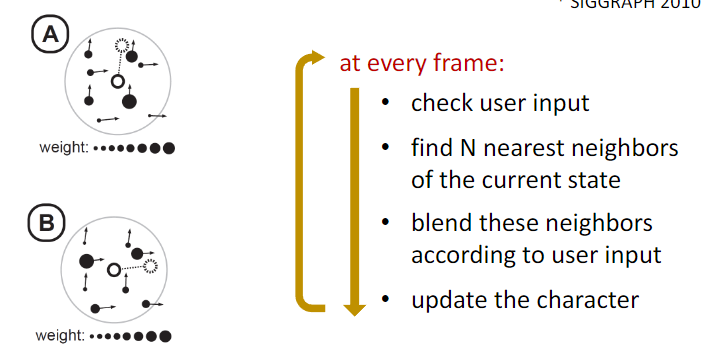 SIGGRAPH 2010
A
weight:
B
weight:
at every frame:
• check user input
• find N nearest neighbors
of the current state
• blend these neighbors
according to user input
• update the character